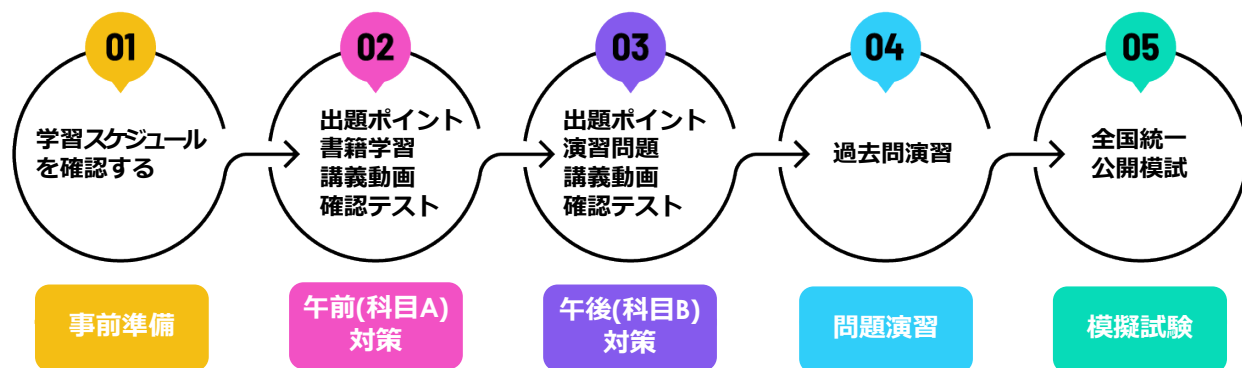 01
学習スケジュール
を確認する
事前準備
02
出題ポイント
書籍学習
講義動画
確認テスト
午前(科目A)
対策
03
出題ポイント
演習問題
講義動画
確認テスト
午後(科目B)
対策
04
過去問演習
問題演習
05
全国統一
公開模試
模擬試験